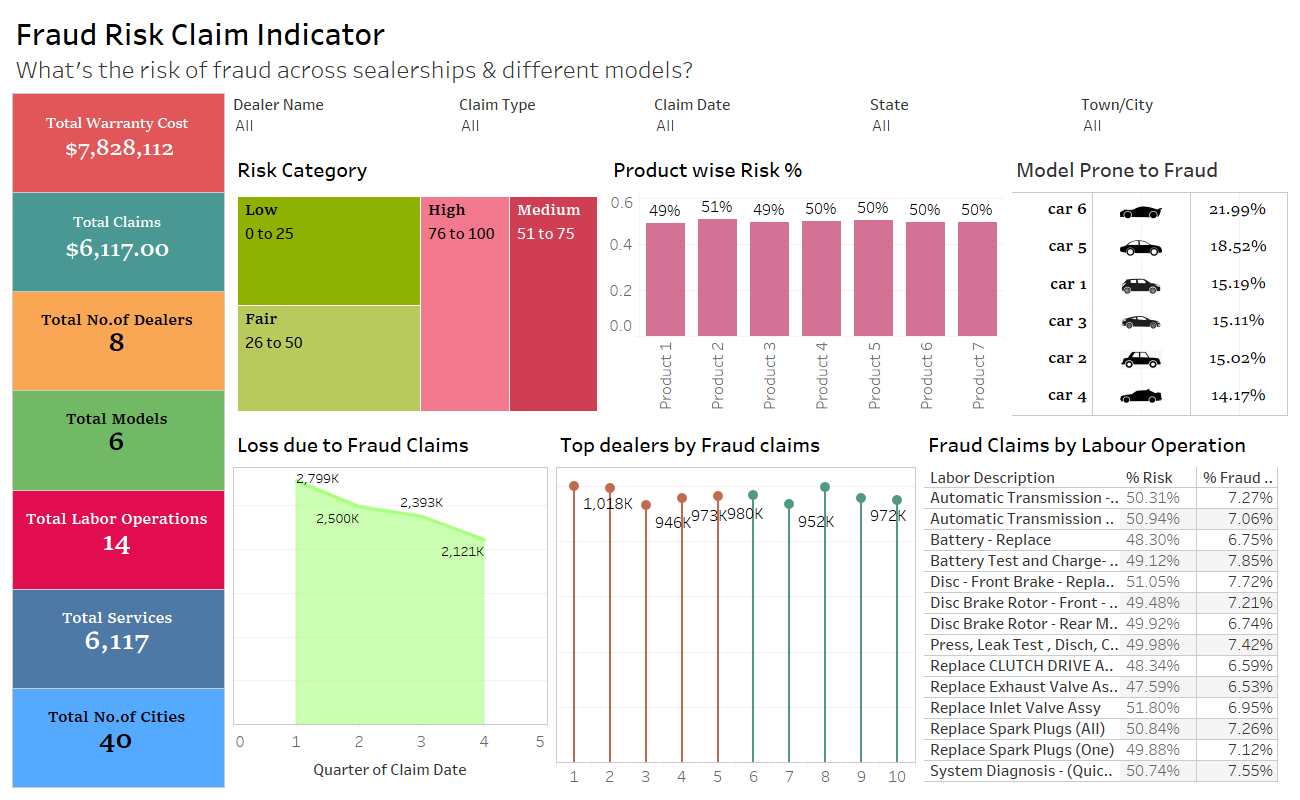 Fraud Risk Claim Indicator
What's the risk of fraud across sealerships & different models?
Total Warranty Cost
$7,828,112
Total Claims
$6,117.00
Total No.of Dealers
8
Total Models
6
Total Labor Operations
14
Total Services
6,117
Total No.of Cities
40
Dealer Name
All
Claim Type
All
Claim Date
All
State
All
Town/City
All
Risk Category
Low
0 to 25
Fair
26 to 50
High
76 to 100
Medium
51 to 75
Product wise Risk %
0.6
0.4
0.2
0.0
49%
51%
49%
50%
50%
50%
50%
Product 1
Product 2
Product 3
Product 4
Product 5
Product 6
Product 7
Model Prone to Fraud
car 6 21.99%
car 5 18.52%
car 1 15.19%
car 3 15.11%
car 2 15.02%
car 4 14.17%
Loss due to Fraud Claims
2,799K
2,500K
2,393K
2,121K
0 1 2 3 4 5
Quarter of Claim Date
Top dealers by Fraud claims
1,018K
946K
973K
980K
952K
972K
1 2 3 4 5 6 7 8 9 10
Fraud Claims by Labour Operation
Labor Description % Risk % Fraud ..
Automatic Transmission -.. 50.31% 7.27%
Automatic Transmission .. 50.94% 7.06%
Battery - Replace 48.30% 6.75%
Battery Test and Charge- .. 49.12% 7.85%
Disc - Front Brake - Repla.. 51.05% 7.72%
Disc Brake Rotor - Front - .. 49.48% 7.21%
Disc Brake Rotor - Rear M.. 49.92% 6.74%
Press, Leak Test , Disch, C.. 49.98% 7.42%
Replace CLUTCH DRIVE A.. 48.34% 6.59%
Replace Exhaust Valve As.. 47.59% 6.53%
Replace Inlet Valve Assy 51.80% 6.95%
Replace Spark Plugs (All) 50.84% 7.26%
Replace Spark Plugs (One) 49.88% 7.12%
System Diagnosis - (Quic.. 50.74% 7.55%